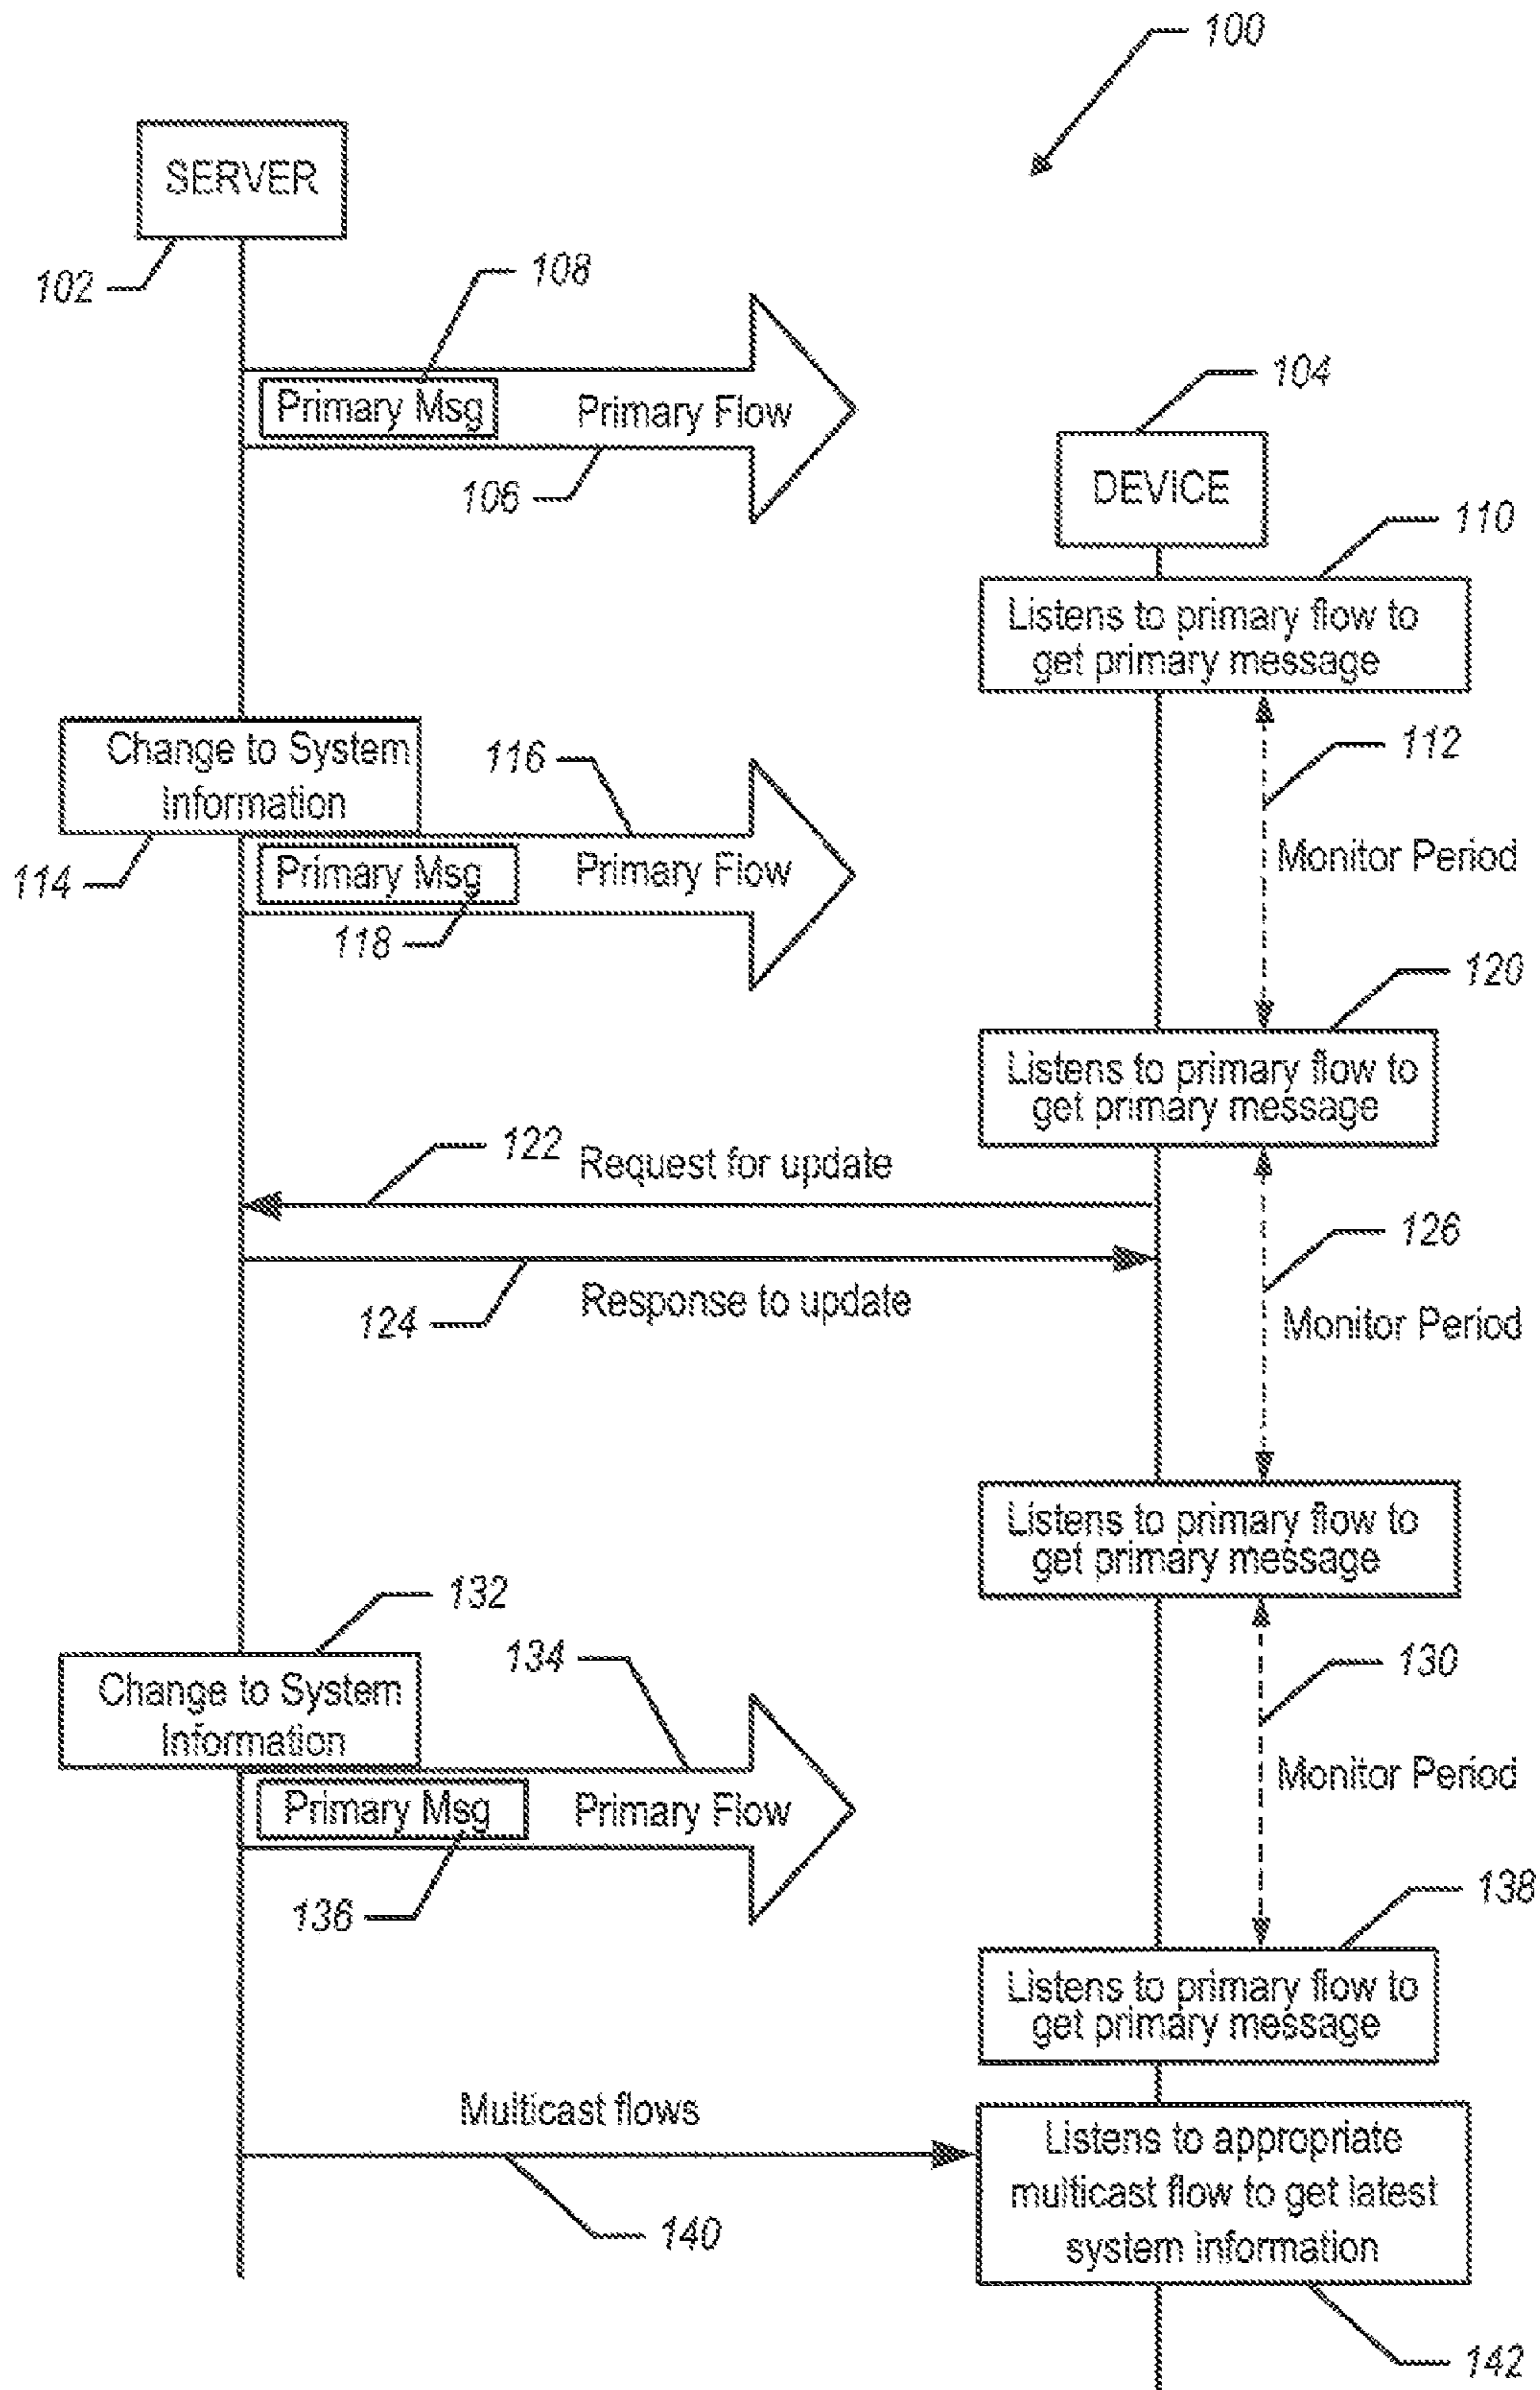 100
SERVER
102
108
Primary Msg
Primary Flow
106
104
DEVICE
110
Listens to primary flow to
get primary message
Change to System
Information
114
116
Primary Msg
Primary Flow
118
112
Monitor Period
120
Listens to primary flow to
get primary message
122
Request for update
124
Response to update
126
Monitor Period
Listens to primary flow to
get primary message
132
Change to System
Information
134
Primary Msg
Primary Flow
136
130
Monitor Period
138
Listens to primary flow to
get primary message
Multicast flows
140
Listens to appropriate
multicast flow to get latest
system information
142